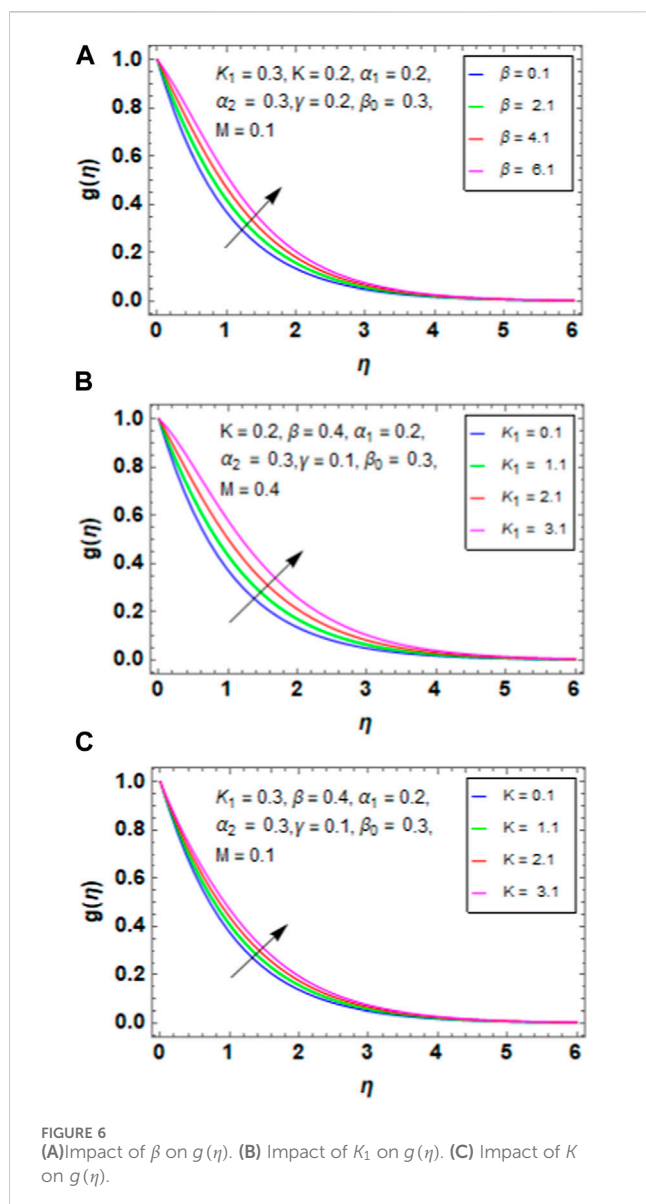 A
K₁ = 0.3, K = 0.2, α₁ = 0.2,
α₂ = 0.3,γ = 0.2, β₀ = 0.3,
M = 0.1
β = 0.1
β = 2.1
β = 4.1
β = 6.1
1.0
0.8
0.6
0.4
0.2
0.0
g(η)
0 1 2 3 4 5 6
η
B
K = 0.2, β = 0.4, α₁ = 0.2,
α₂ = 0.3,γ = 0.1, β₀ = 0.3,
M = 0.4
K₁ = 0.1
K₁ = 1.1
K₁ = 2.1
K₁ = 3.1
1.0
0.8
0.6
0.4
0.2
0.0
g(η)
0 1 2 3 4 5 6
η
C
K₁ = 0.3, β = 0.4, α₁ = 0.2,
α₂ = 0.3,γ = 0.1, β₀ = 0.3,
M = 0.1
K = 0.1
K = 1.1
K = 2.1
K = 3.1
1.0
0.8
0.6
0.4
0.2
0.0
g(η)
0 1 2 3 4 5 6
η
FIGURE 6
(A)Impact of β on g(η). (B) Impact of K₁ on g(η). (C) Impact of K
on g(η).